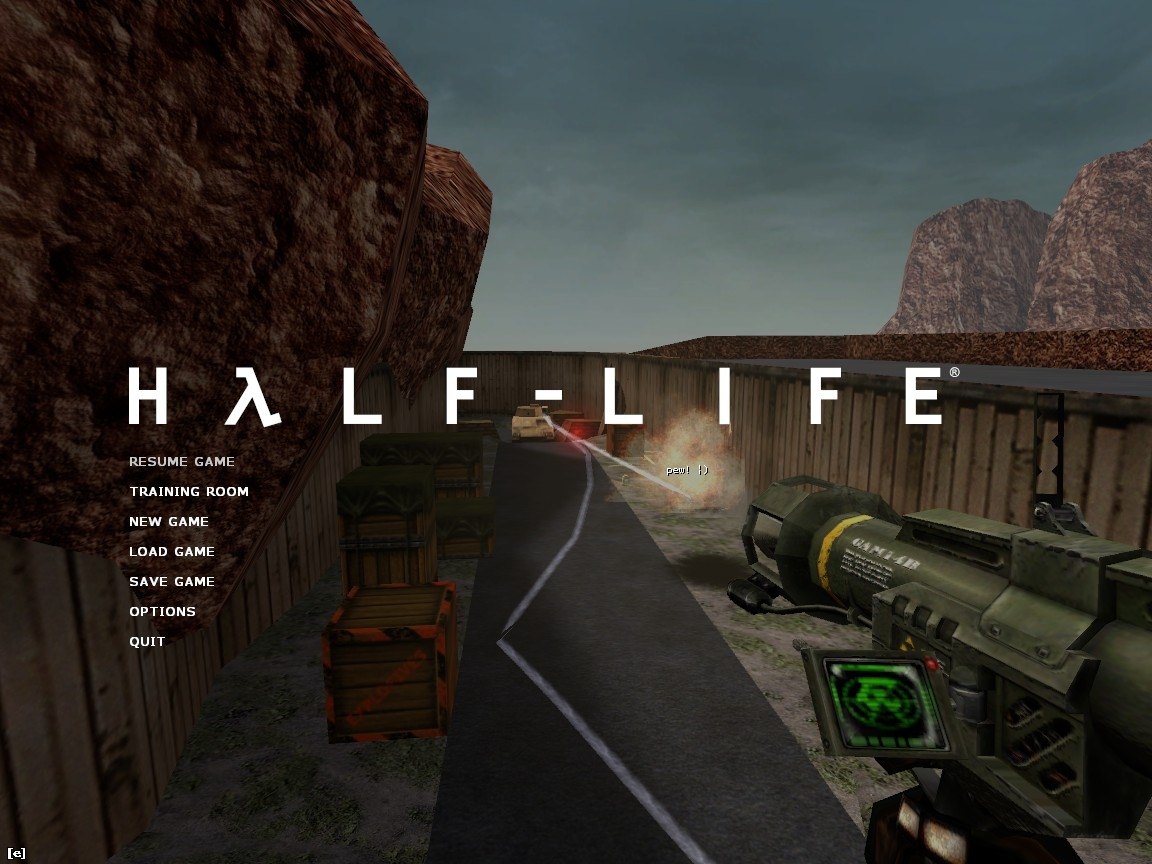 HλLF-LIFE®
RESUME GAME
TRAINING ROOM
pew! :)
NEW GAME
LOAD GAME
SAVE GAME
OPTIONS
QUIT
[e]